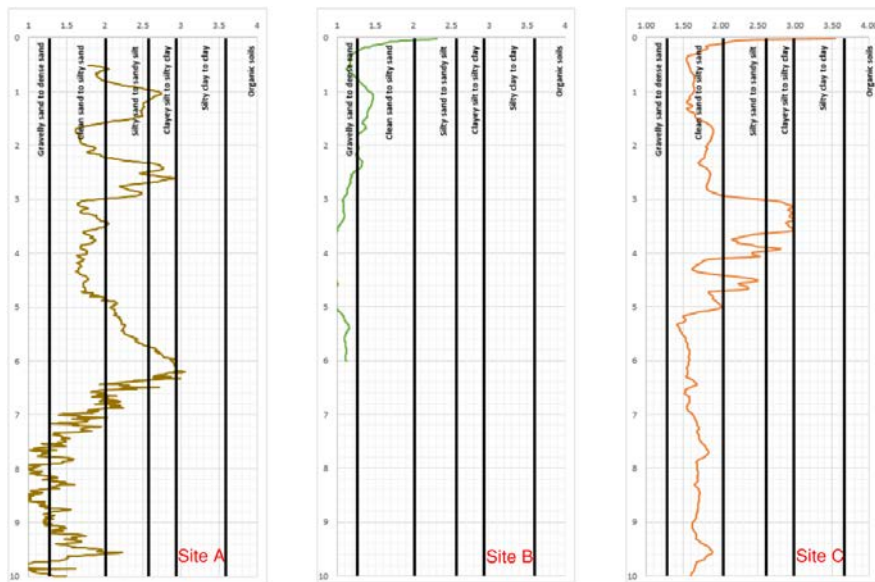 1 1.5 2 2.5 3 3.5 4
0
1
2
3
4
5
6
7
8
9
10
Gravelly sand to dense sand
Clean sand to silty sand
Silty sand to sandy silt
Clayey silt to silty clay
Silty clay to clay
Organic soils
Site A
1 1.5 2 2.5 3 3.5 4
0
1
2
3
4
5
6
7
8
9
10
Gravelly sand to dense sand
Clean sand to silty sand
Silty sand to sandy silt
Clayey silt to silty clay
Silty clay to clay
Organic soils
Site B
1.00 1.50 2.00 2.50 3.00 3.50 4.00
0
1
2
3
4
5
6
7
8
9
10
Gravelly sand to dense sand
Clean sand to silty sand
Silty sand to sandy silt
Clayey silt to silty clay
Silty clay to clay
Organic soils
Site C